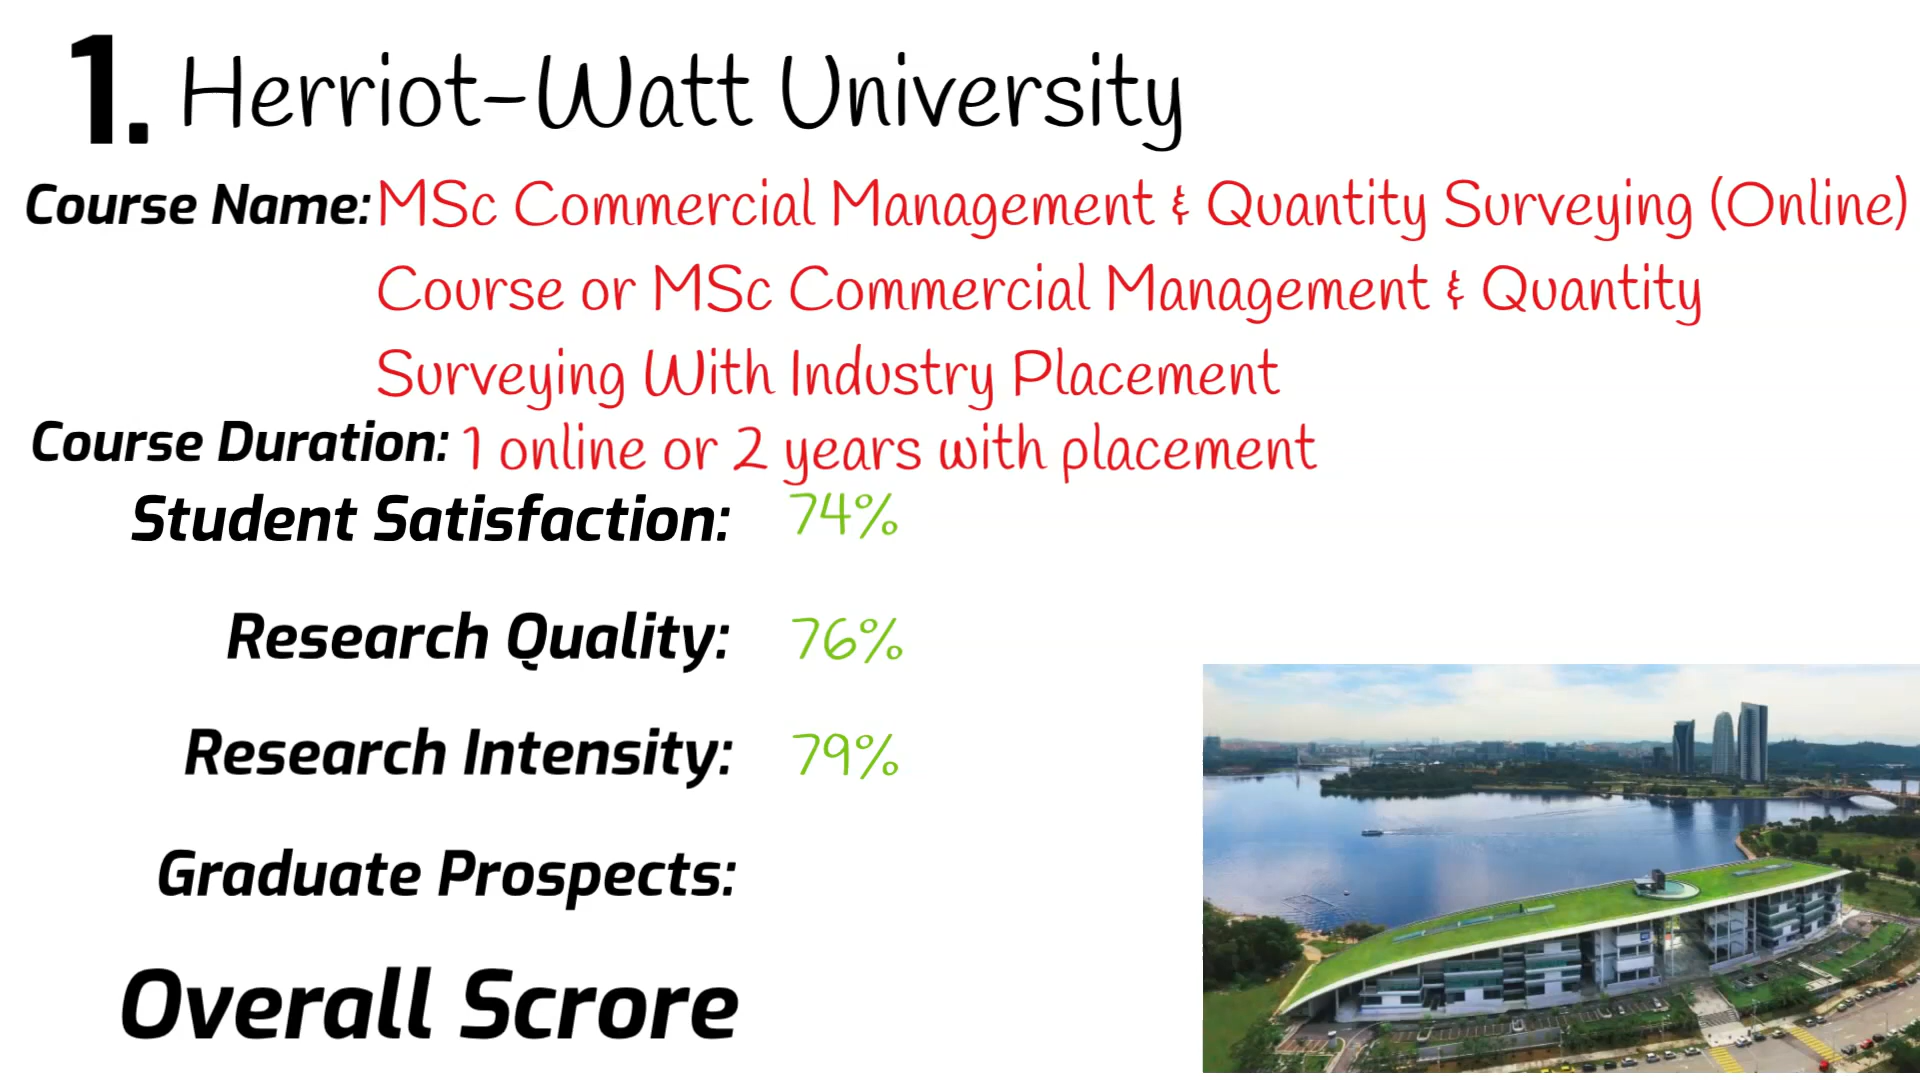 1. Herriot-Watt University
Course Name: MSc Commercial Management & Quantity Surveying (Online)
Course or MSc Commercial Management & Quantity
Surveying With Industry Placement
Course Duration: 1 online or 2 years with placement
Student Satisfaction: 74%
Research Quality: 76%
Research Intensity: 79%
Graduate Prospects:
Overall Scrore